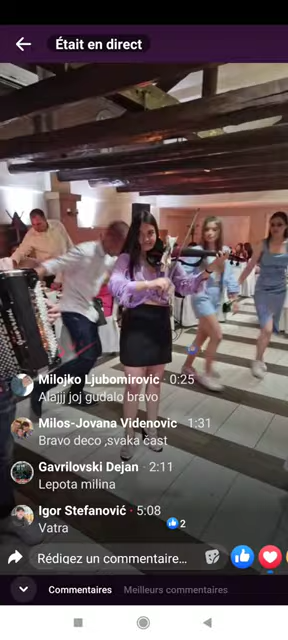 Était en direct
Milojko Ljubomirovic · 0:25
Alajjj joj gudalo bravo
Milos-Jovana Videnovic · 1:31
Bravo deco ,svaka čast
Gavrilovski Dejan · 2:11
Lepota milina
Igor Stefanović · 5:08
Vatra
2
Rédigez un commentaire...
Commentaires Meilleurs commentaires